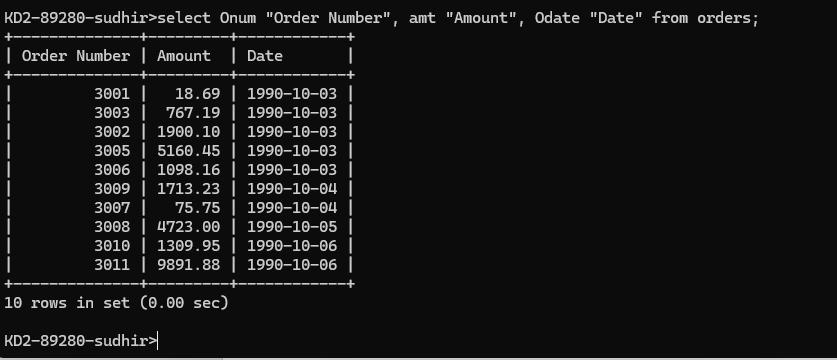 KD2-89280-sudhir>select Onum "Order Number", amt "Amount", Odate "Date" from orders;
+--------------+---------+------------+
| Order Number | Amount  | Date       |
+--------------+---------+------------+
|         3001 |   18.69 | 1990-10-03 |
|         3003 |  767.19 | 1990-10-03 |
|         3002 | 1900.10 | 1990-10-03 |
|         3005 | 5160.45 | 1990-10-03 |
|         3006 | 1098.16 | 1990-10-03 |
|         3009 | 1713.23 | 1990-10-04 |
|         3007 |   75.75 | 1990-10-04 |
|         3008 | 4723.00 | 1990-10-05 |
|         3010 | 1309.95 | 1990-10-06 |
|         3011 | 9891.88 | 1990-10-06 |
+--------------+---------+------------+
10 rows in set (0.00 sec)
KD2-89280-sudhir>